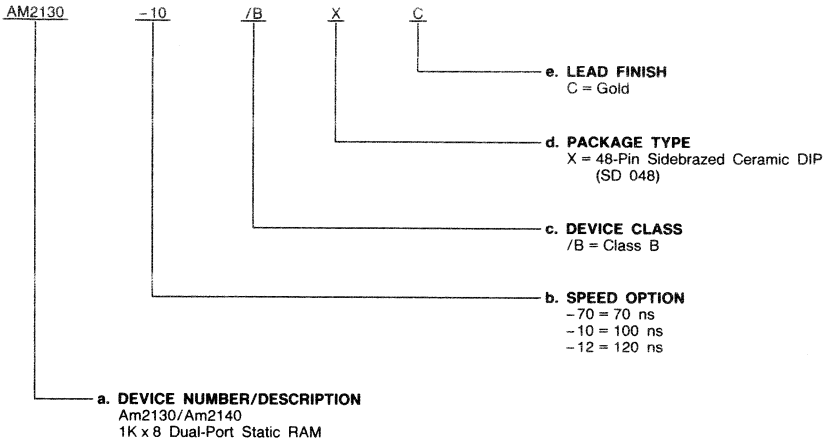 AM2130 -10 /B X C
e. LEAD FINISH
C = Gold
d. PACKAGE TYPE
X = 48-Pin Sidebrazed Ceramic DIP
(SD 048)
c. DEVICE CLASS
/B = Class B
b. SPEED OPTION
-70 = 70 ns
-10 = 100 ns
-12 = 120 ns
a. DEVICE NUMBER/DESCRIPTION
Am2130/Am2140
1K x 8 Dual-Port Static RAM